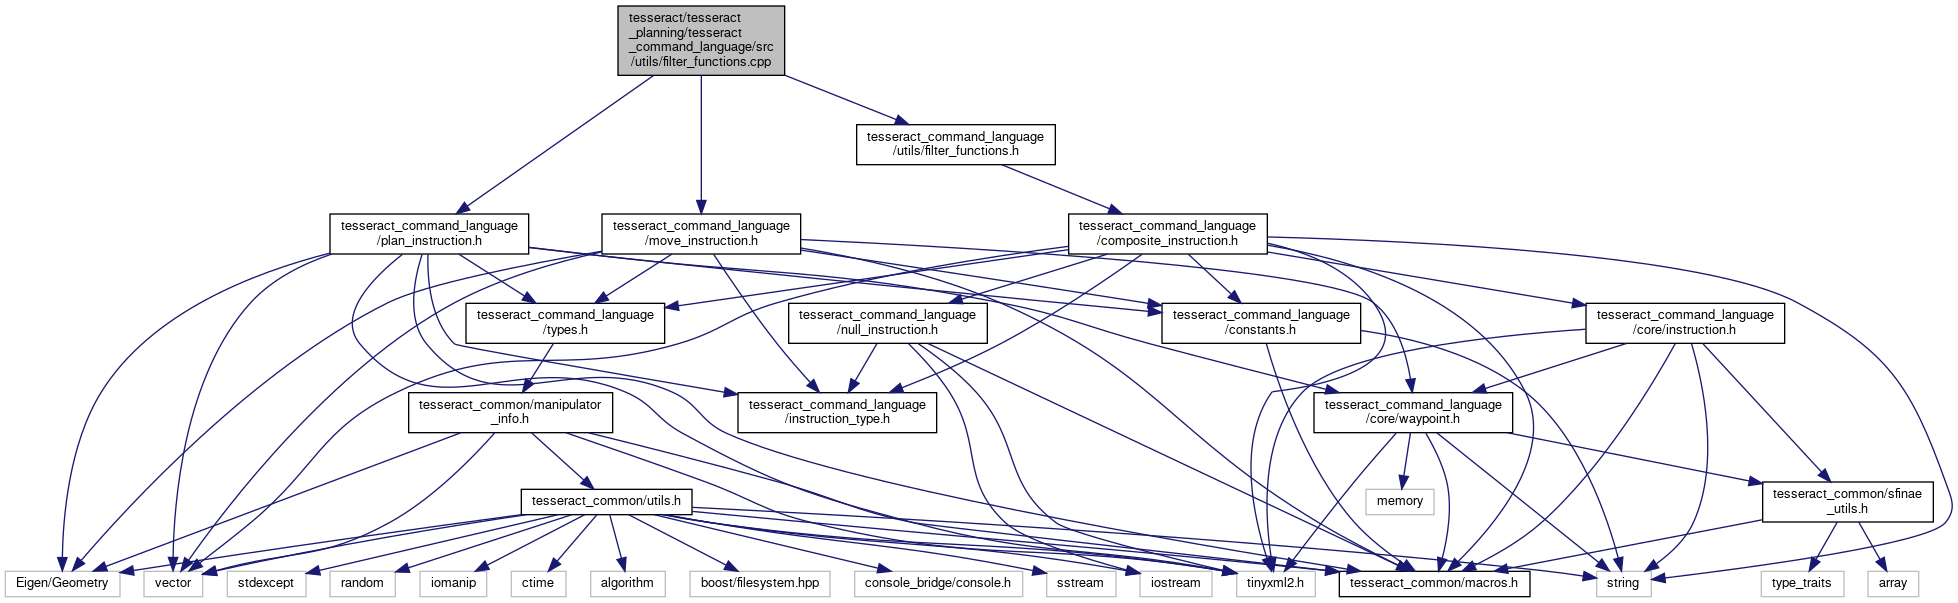 tesseract/tesseract
_planning/tesseract
_command_language/src
/utils/filter_functions.cpp
tesseract_command_language
/utils/filter_functions.h
tesseract_command_language
/plan_instruction.h
tesseract_command_language
/move_instruction.h
tesseract_command_language
/composite_instruction.h
tesseract_command_language
/types.h
tesseract_command_language
/null_instruction.h
tesseract_command_language
/constants.h
tesseract_command_language
/core/instruction.h
tesseract_common/manipulator
_info.h
tesseract_command_language
/instruction_type.h
tesseract_command_language
/core/waypoint.h
tesseract_common/utils.h
memory
tesseract_common/sfinae
_utils.h
Eigen/Geometry
vector
stdexcept
random
iomanip
ctime
algorithm
boost/filesystem.hpp
console_bridge/console.h
sstream
iostream
tinyxml2.h
tesseract_common/macros.h
string
type_traits
array